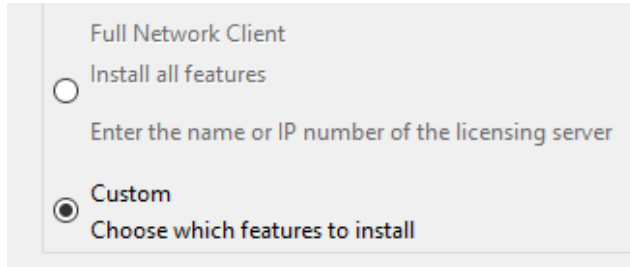 Full Network Client
Install all features
Enter the name or IP number of the licensing server
Custom
Choose which features to install